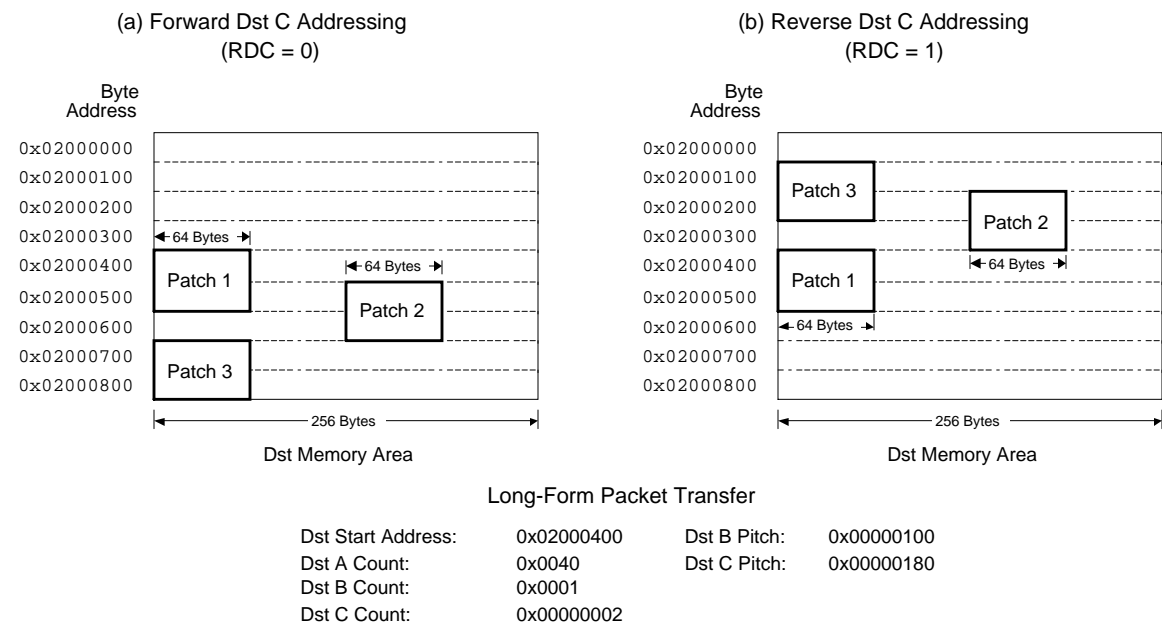 (a) Forward Dst C Addressing
(RDC = 0)
Byte
Address
0x02000000
0x02000100
0x02000200
0x02000300
0x02000400
0x02000500
0x02000600
0x02000700
0x02000800
64 Bytes
Patch 1
64 Bytes
Patch 2
Patch 3
256 Bytes
Dst Memory Area
(b) Reverse Dst C Addressing
(RDC = 1)
Byte
Address
0x02000000
0x02000100
0x02000200
0x02000300
0x02000400
0x02000500
0x02000600
0x02000700
0x02000800
Patch 3
Patch 2
64 Bytes
Patch 1
64 Bytes
256 Bytes
Dst Memory Area
Long-Form Packet Transfer
Dst Start Address: 0x02000400 Dst B Pitch: 0x00000100
Dst A Count: 0x0040 Dst C Pitch: 0x00000180
Dst B Count: 0x0001
Dst C Count: 0x00000002